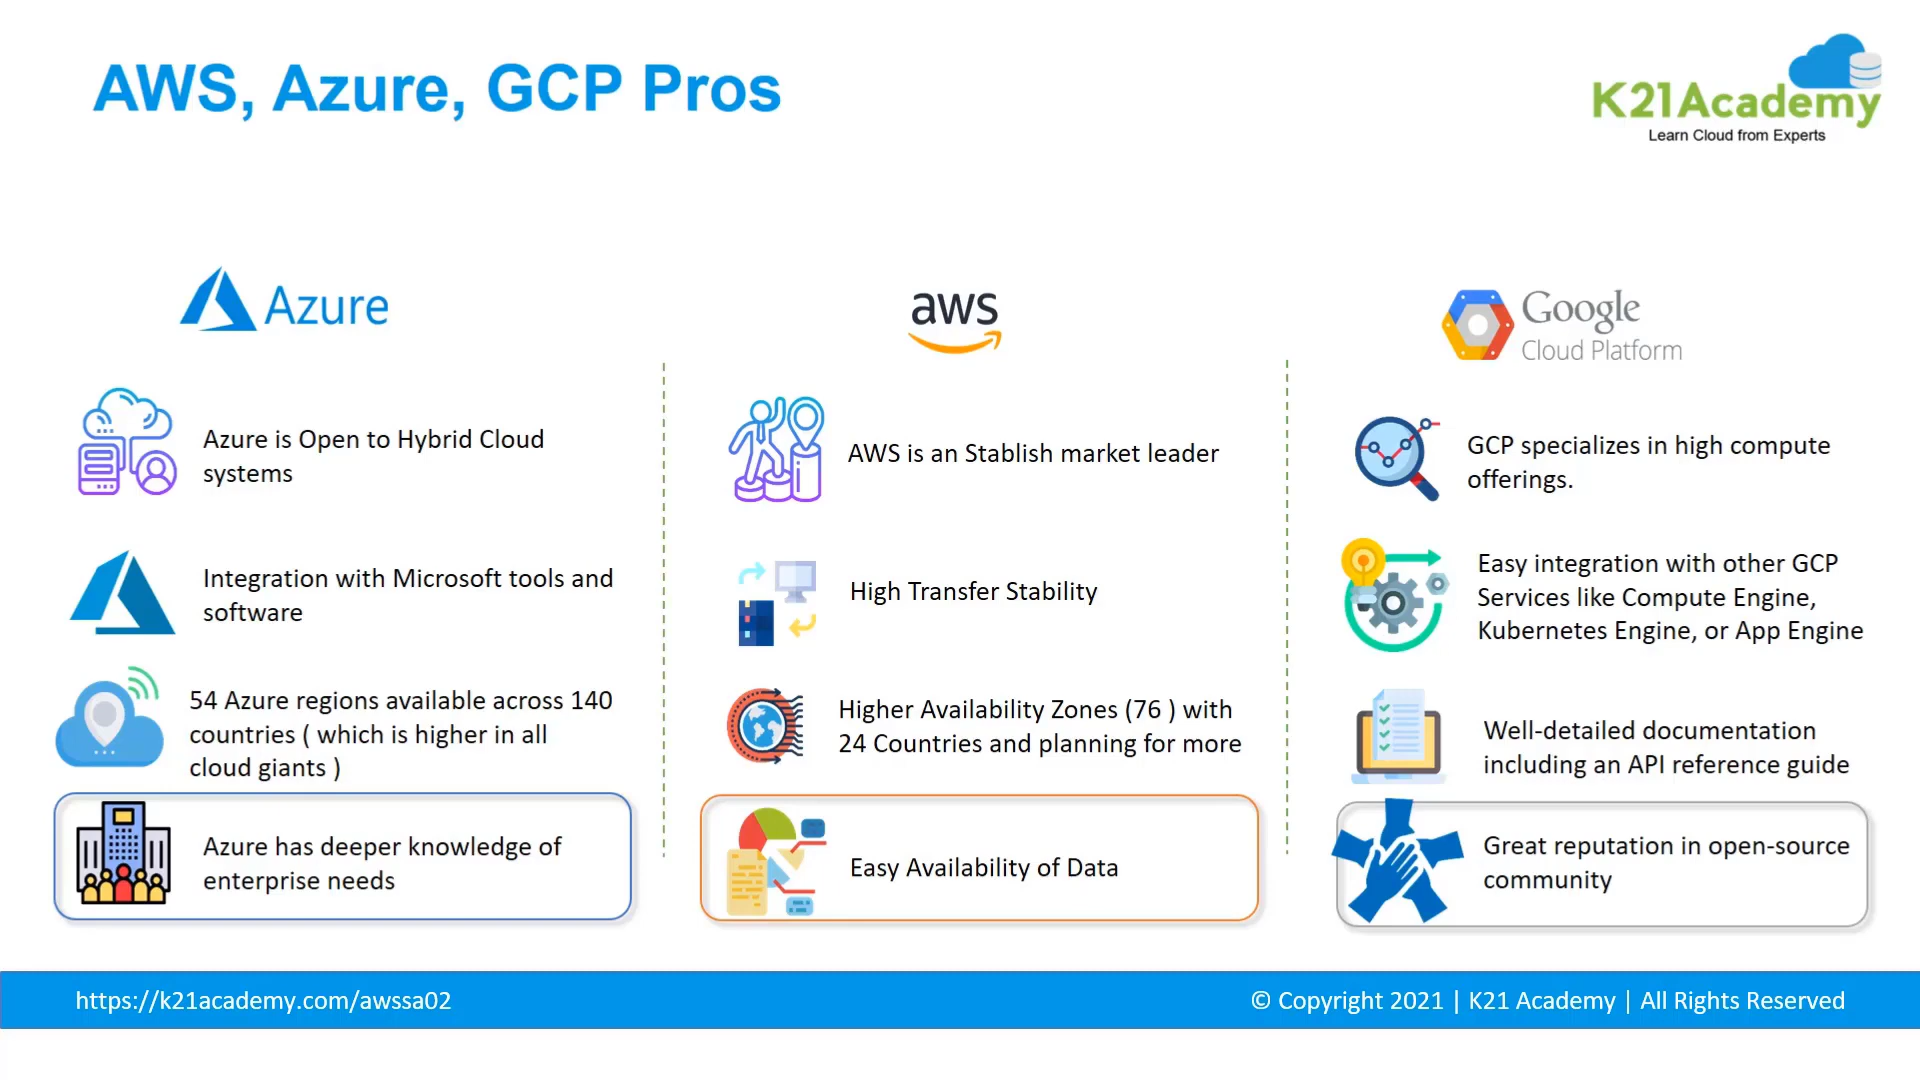 AWS, Azure, GCP Pros
K21Academy
Learn Cloud from Experts
Azure
Azure is Open to Hybrid Cloud
systems
Integration with Microsoft tools and
software
54 Azure regions available across 140
countries ( which is higher in all
cloud giants )
Azure has deeper knowledge of
enterprise needs
aws
AWS is an Stablish market leader
High Transfer Stability
Higher Availability Zones (76 ) with
24 Countries and planning for more
Easy Availability of Data
Google
Cloud Platform
GCP specializes in high compute
offerings.
Easy integration with other GCP
Services like Compute Engine,
Kubernetes Engine, or App Engine
Well-detailed documentation
including an API reference guide
Great reputation in open-source
community
https://k21academy.com/awssa02
© Copyright 2021 | K21 Academy | All Rights Reserved